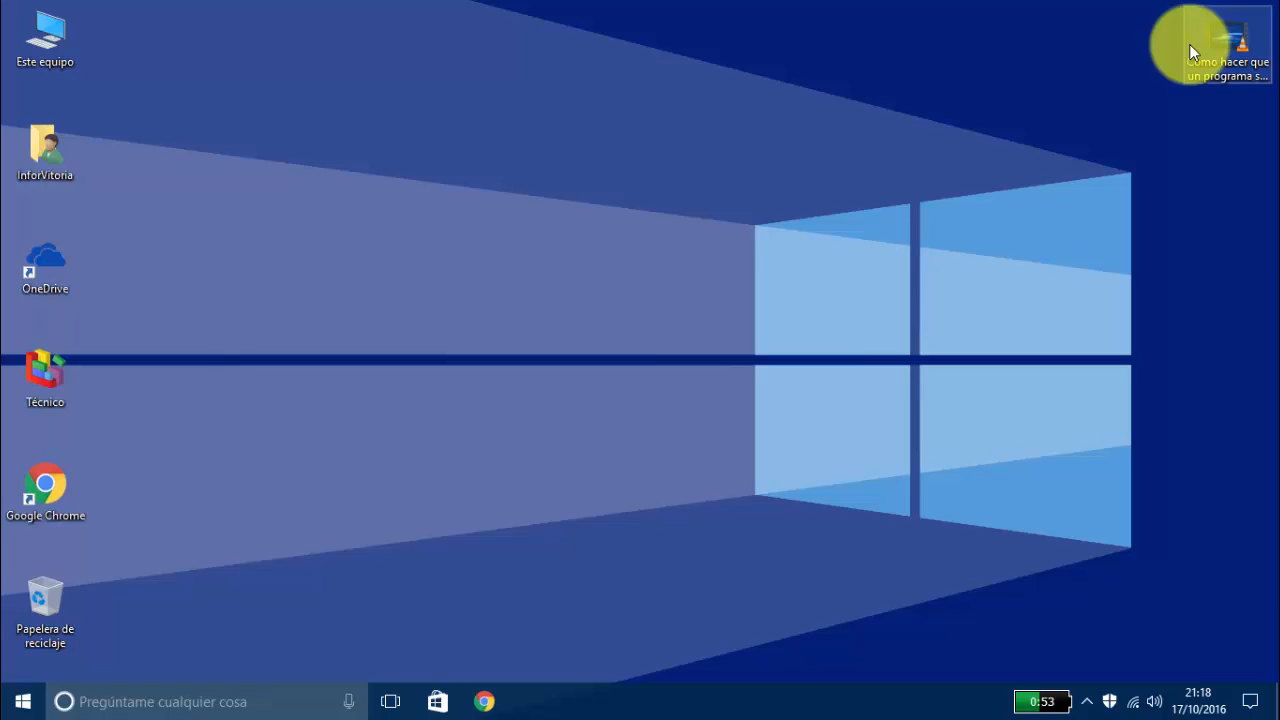 Este equipo
InforVitoria
OneDrive
Técnico
Google Chrome
Papelera de
reciclaje
Cómo hacer que
un programa s...
Pregúntame cualquier cosa
0:53
21:18
17/10/2016